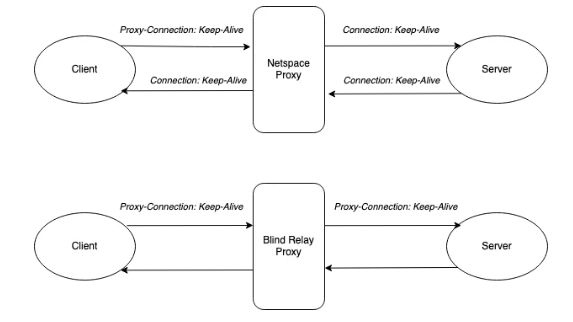 Proxy-Connection: Keep-Alive
Connection: Keep-Alive
Client
Netspace
Proxy
Server
Connection: Keep-Alive
Connection: Keep-Alive
Proxy-Connection: Keep-Alive
Proxy-Connection: Keep-Alive
Client
Blind Relay
Proxy
Server